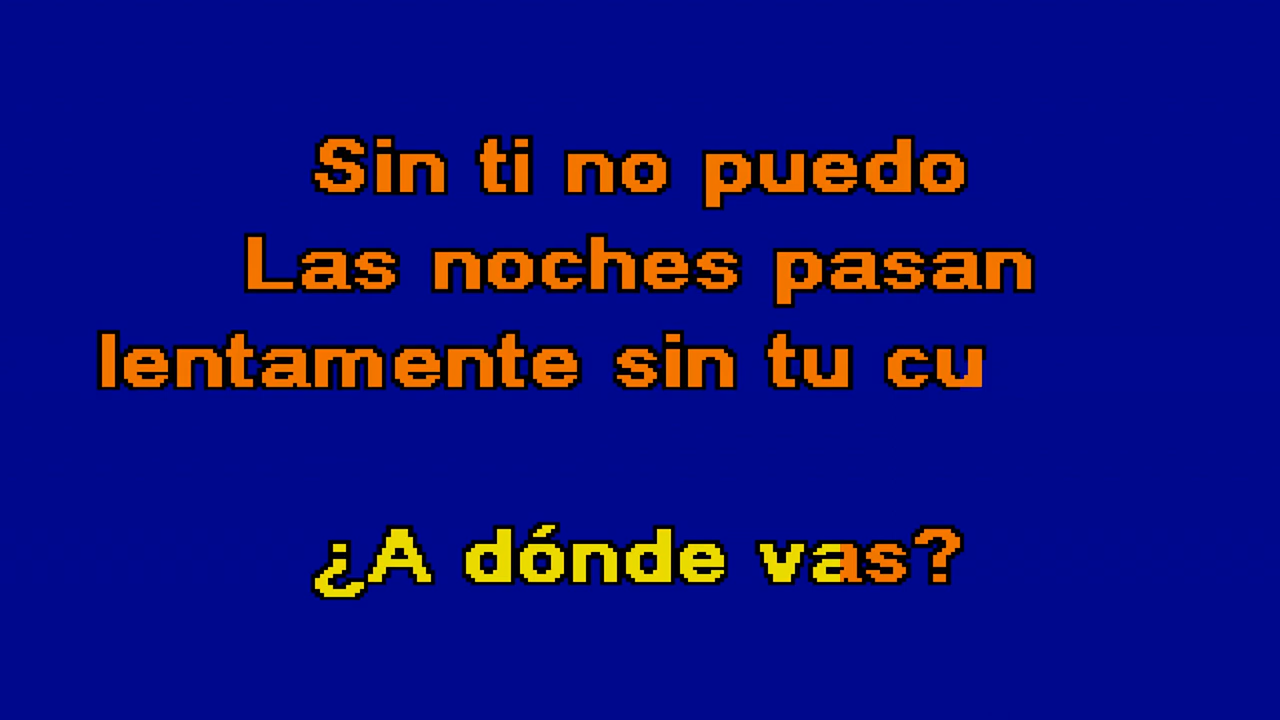 Sin ti no puedo
Las noches pasan
lentamente sin tu cu
¿A dónde vas?